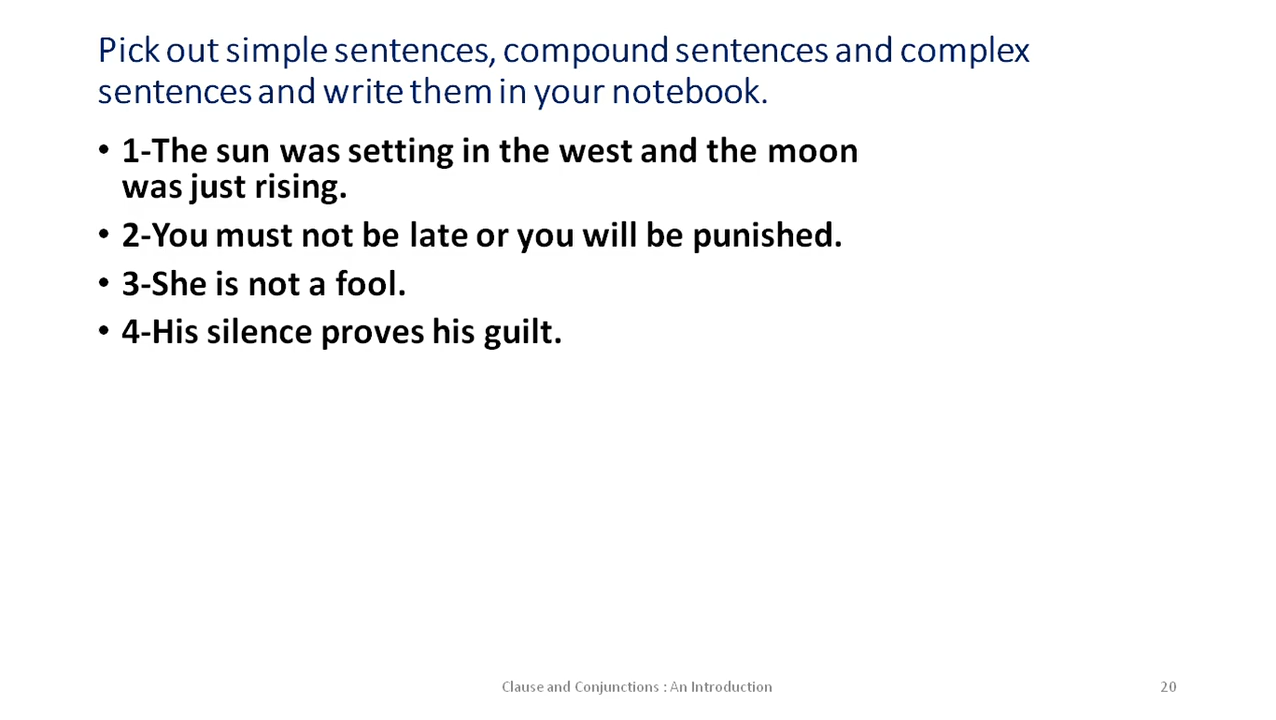 Pick out simple sentences, compound sentences and complex
sentences and write them in your notebook.
• 1-The sun was setting in the west and the moon
was just rising.
• 2-You must not be late or you will be punished.
• 3-She is not a fool.
• 4-His silence proves his guilt.
Clause and Conjunctions : An Introduction
20